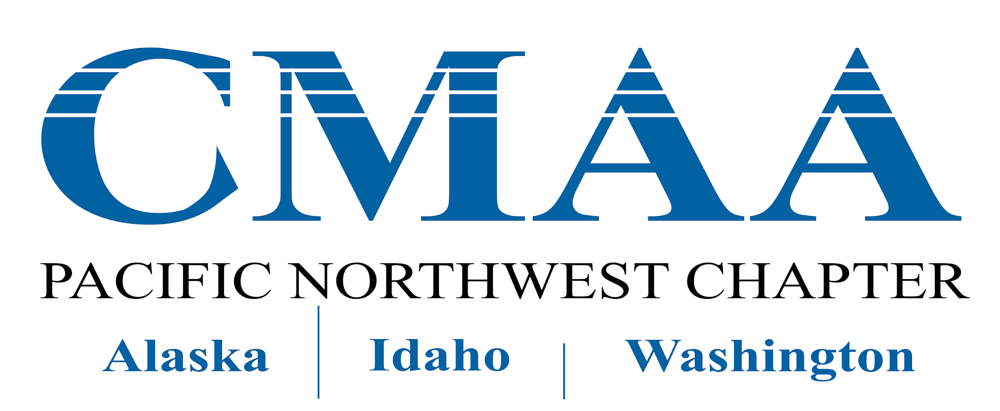 CMAA
PACIFIC NORTHWEST CHAPTER
Alaska Idaho Washington